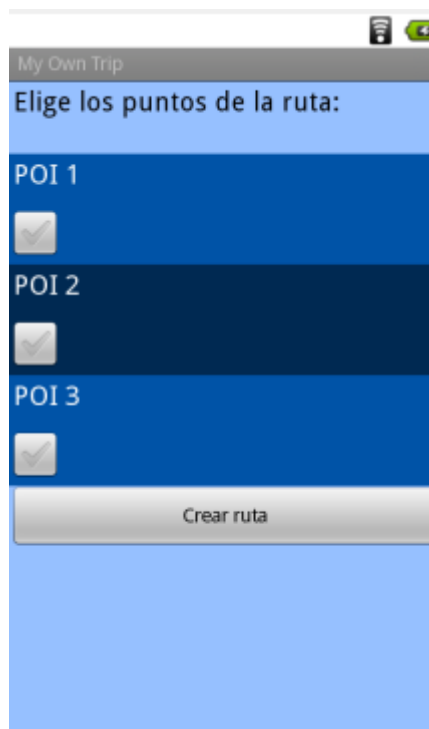 My Own Trip
Elige los puntos de la ruta:
POI 1
POI 2
POI 3
Crear ruta